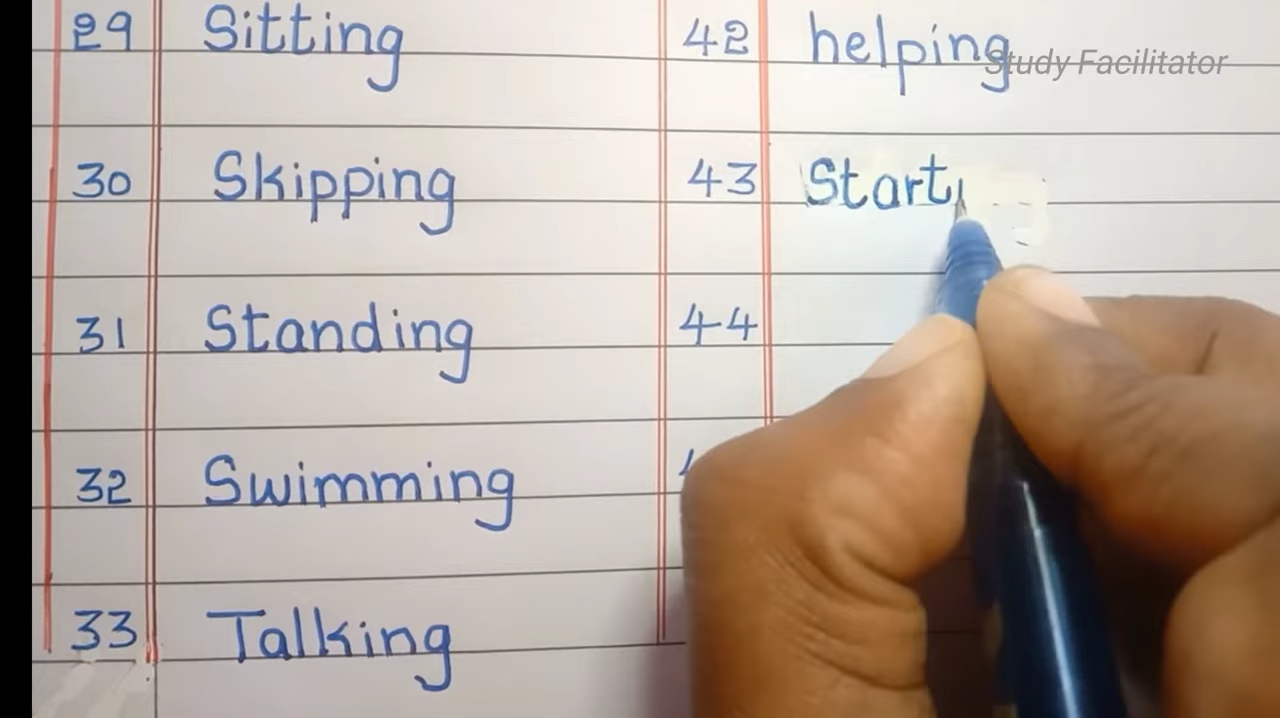 29 Sitting 42 helping
Study Facilitator
30 Skipping 43 Start
31 Standing 44
32 Swimming
33 Talking